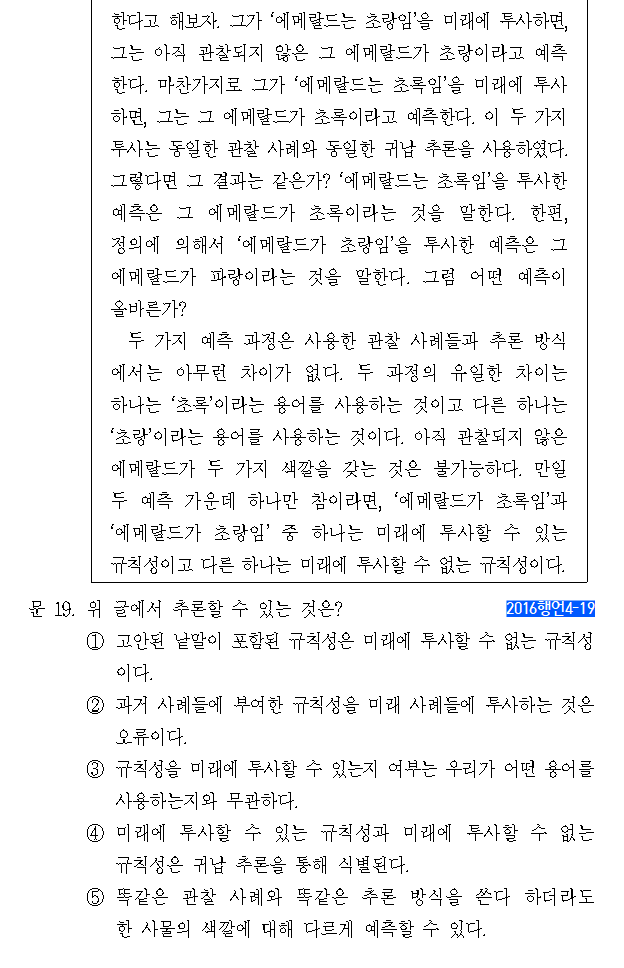 한다고 해보자. 그가 ‘에메랄드는 초량임’을 미래에 투사하면,
그는 아직 관찰되지 않은 그 에메랄드가 초량이라고 예측
한다. 마찬가지로 그가 ‘에메랄드는 초록임’을 미래에 투사
하면, 그는 그 에메랄드가 초록이라고 예측한다. 이 두 가지
투사는 동일한 관찰 사례와 동일한 귀납 추론을 사용하였다.
그렇다면 그 결과는 같은가? ‘에메랄드는 초록임’을 투사한
예측은 그 에메랄드가 초록이라는 것을 말한다. 한편,
정의에 의해서 ‘에메랄드가 초량임’을 투사한 예측은 그
에메랄드가 파랑이라는 것을 말한다. 그럼 어떤 예측이
올바른가?
두 가지 예측 과정은 사용한 관찰 사례들과 추론 방식
에서는 아무런 차이가 없다. 두 과정의 유일한 차이는
하나는 ‘초록’이라는 용어를 사용하는 것이고 다른 하나는
‘초량’이라는 용어를 사용하는 것이다. 아직 관찰되지 않은
에메랄드가 두 가지 색깔을 갖는 것은 불가능하다. 만일
두 예측 가운데 하나만 참이라면, ‘에메랄드가 초록임’과
‘에메랄드가 초량임’ 중 하나는 미래에 투사할 수 있는
규칙성이고 다른 하나는 미래에 투사할 수 없는 규칙성이다.
문 19. 위 글에서 추론할 수 있는 것은? 2016행언4-19
① 고안된 낱말이 포함된 규칙성은 미래에 투사할 수 없는 규칙성
이다.
② 과거 사례들에 부여한 규칙성을 미래 사례들에 투사하는 것은
오류이다.
③ 규칙성을 미래에 투사할 수 있는지 여부는 우리가 어떤 용어를
사용하는지와 무관하다.
④ 미래에 투사할 수 있는 규칙성과 미래에 투사할 수 없는
규칙성은 귀납 추론을 통해 식별된다.
⑤ 똑같은 관찰 사례와 똑같은 추론 방식을 쓴다 하더라도
한 사물의 색깔에 대해 다르게 예측할 수 있다.